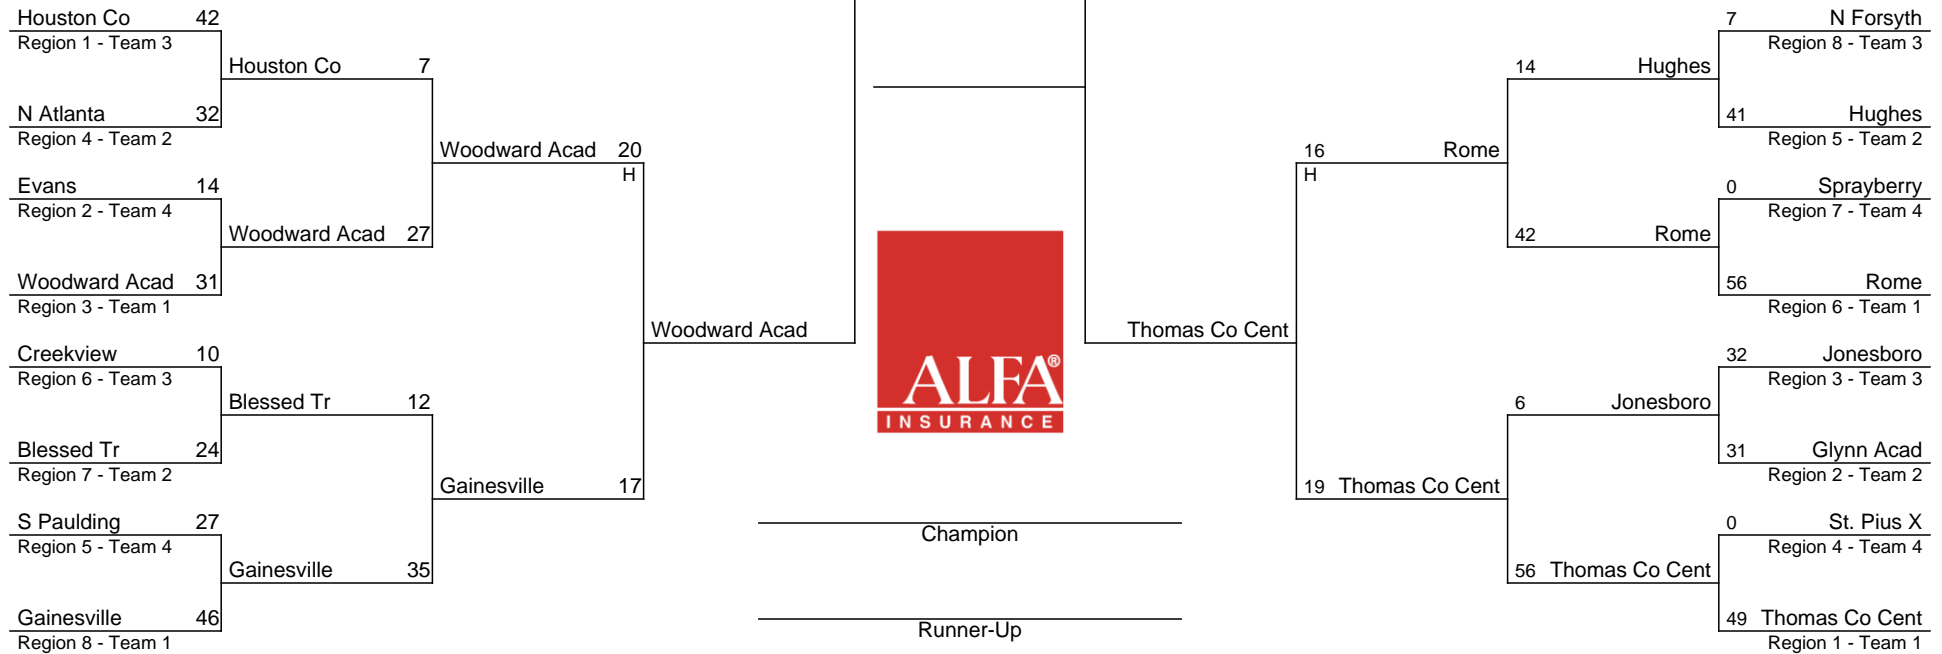 Houston Co 42
Region 1 - Team 3
Houston Co 7
N Atlanta 32
Region 4 - Team 2
Woodward Acad 20
H
Evans 14
Region 2 - Team 4
Woodward Acad 27
Woodward Acad 31
Region 3 - Team 1
Woodward Acad
Creekview 10
Region 6 - Team 3
Blessed Tr 12
Blessed Tr 24
Region 7 - Team 2
Gainesville 17
S Paulding 27
Region 5 - Team 4
Gainesville 35
Gainesville 46
Region 8 - Team 1
ALFA®
INSURANCE
Champion
Runner-Up
7 N Forsyth
Region 8 - Team 3
14 Hughes
41 Hughes
Region 5 - Team 2
16 Rome
H
0 Sprayberry
Region 7 - Team 4
42 Rome
56 Rome
Region 6 - Team 1
Thomas Co Cent
32 Jonesboro
Region 3 - Team 3
6 Jonesboro
31 Glynn Acad
Region 2 - Team 2
19 Thomas Co Cent
0 St. Pius X
Region 4 - Team 4
56 Thomas Co Cent
49 Thomas Co Cent
Region 1 - Team 1